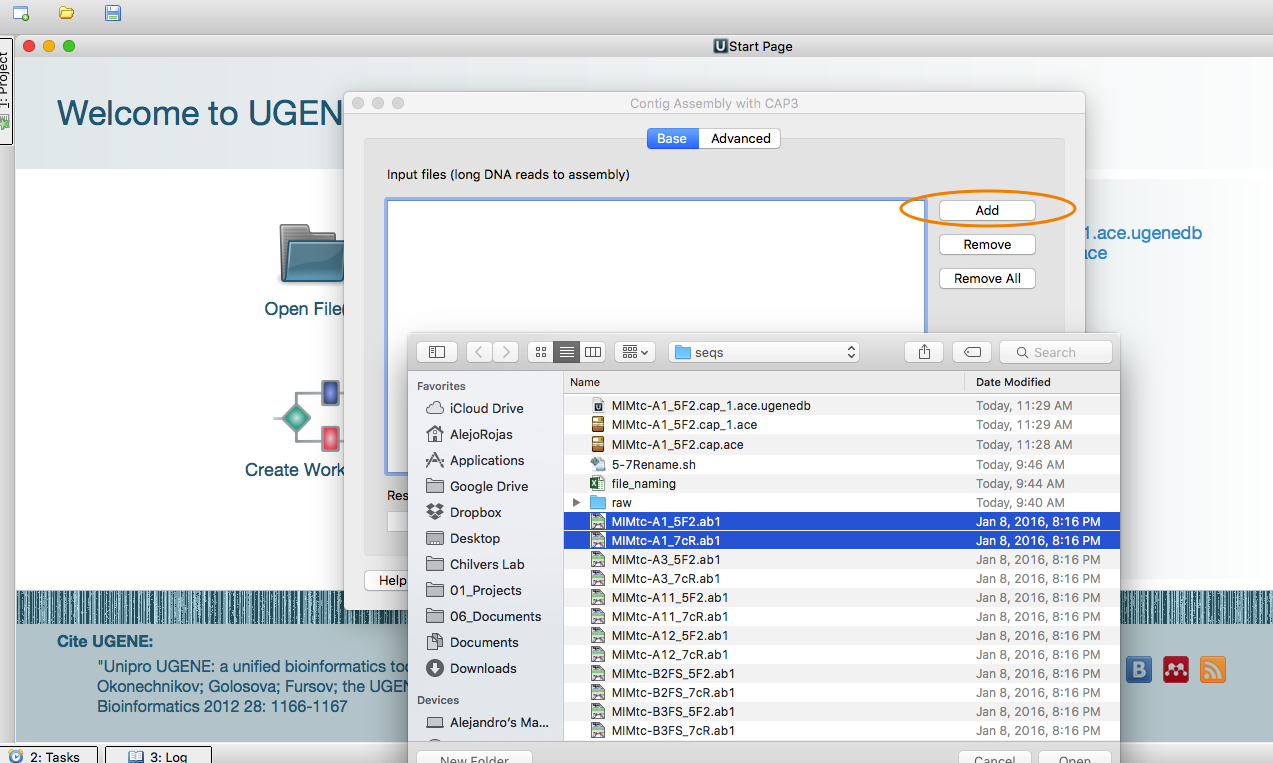 Start Page
1: Project
Welcome to UGEN
Contig Assembly with CAP3
Base
Advanced
Input files (long DNA reads to assembly)
Add
Remove
Remove All
1.ace.ugenedb
ace
Open File
Create Work
Res
Help
seqs
Search
Favorites
iCloud Drive
AlejoRojas
Applications
Google Drive
Dropbox
Desktop
Chilvers Lab
01_Projects
06_Documents
Documents
Downloads
Devices
Alejandro's Ma...
Name Date Modified
MIMtc-A1_5F2.cap_1.ace.ugenedb Today, 11:29 AM
MIMtc-A1_5F2.cap_1.ace Today, 11:29 AM
MIMtc-A1_5F2.cap.ace Today, 11:28 AM
5-7Rename.sh Today, 9:46 AM
file_naming Today, 9:44 AM
raw Today, 9:40 AM
MIMtc-A1_5F2.ab1 Jan 8, 2016, 8:16 PM
MIMtc-A1_7cR.ab1 Jan 8, 2016, 8:16 PM
MIMtc-A3_5F2.ab1 Jan 8, 2016, 8:16 PM
MIMtc-A3_7cR.ab1 Jan 8, 2016, 8:16 PM
MIMtc-A11_5F2.ab1 Jan 8, 2016, 8:16 PM
MIMtc-A11_7cR.ab1 Jan 8, 2016, 8:16 PM
MIMtc-A12_5F2.ab1 Jan 8, 2016, 8:16 PM
MIMtc-A12_7cR.ab1 Jan 8, 2016, 8:16 PM
MIMtc-B2FS_5F2.ab1 Jan 8, 2016, 8:16 PM
MIMtc-B2FS_7cR.ab1 Jan 8, 2016, 8:16 PM
MIMtc-B3FS_5F2.ab1 Jan 8, 2016, 8:16 PM
MIMtc-B3FS_7cR.ab1 Jan 8, 2016, 8:16 PM
New Folder
Cancel
Open
Cite UGENE:
"Unipro UGENE: a unified bioinformatics too
Okonechnikov; Golosova; Fursov; the UGEN
Bioinformatics 2012 28: 1166-1167
2: Tasks
3: Log